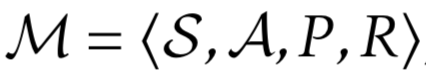 ℳ = ⟨𝒮, 𝒜, P, R⟩